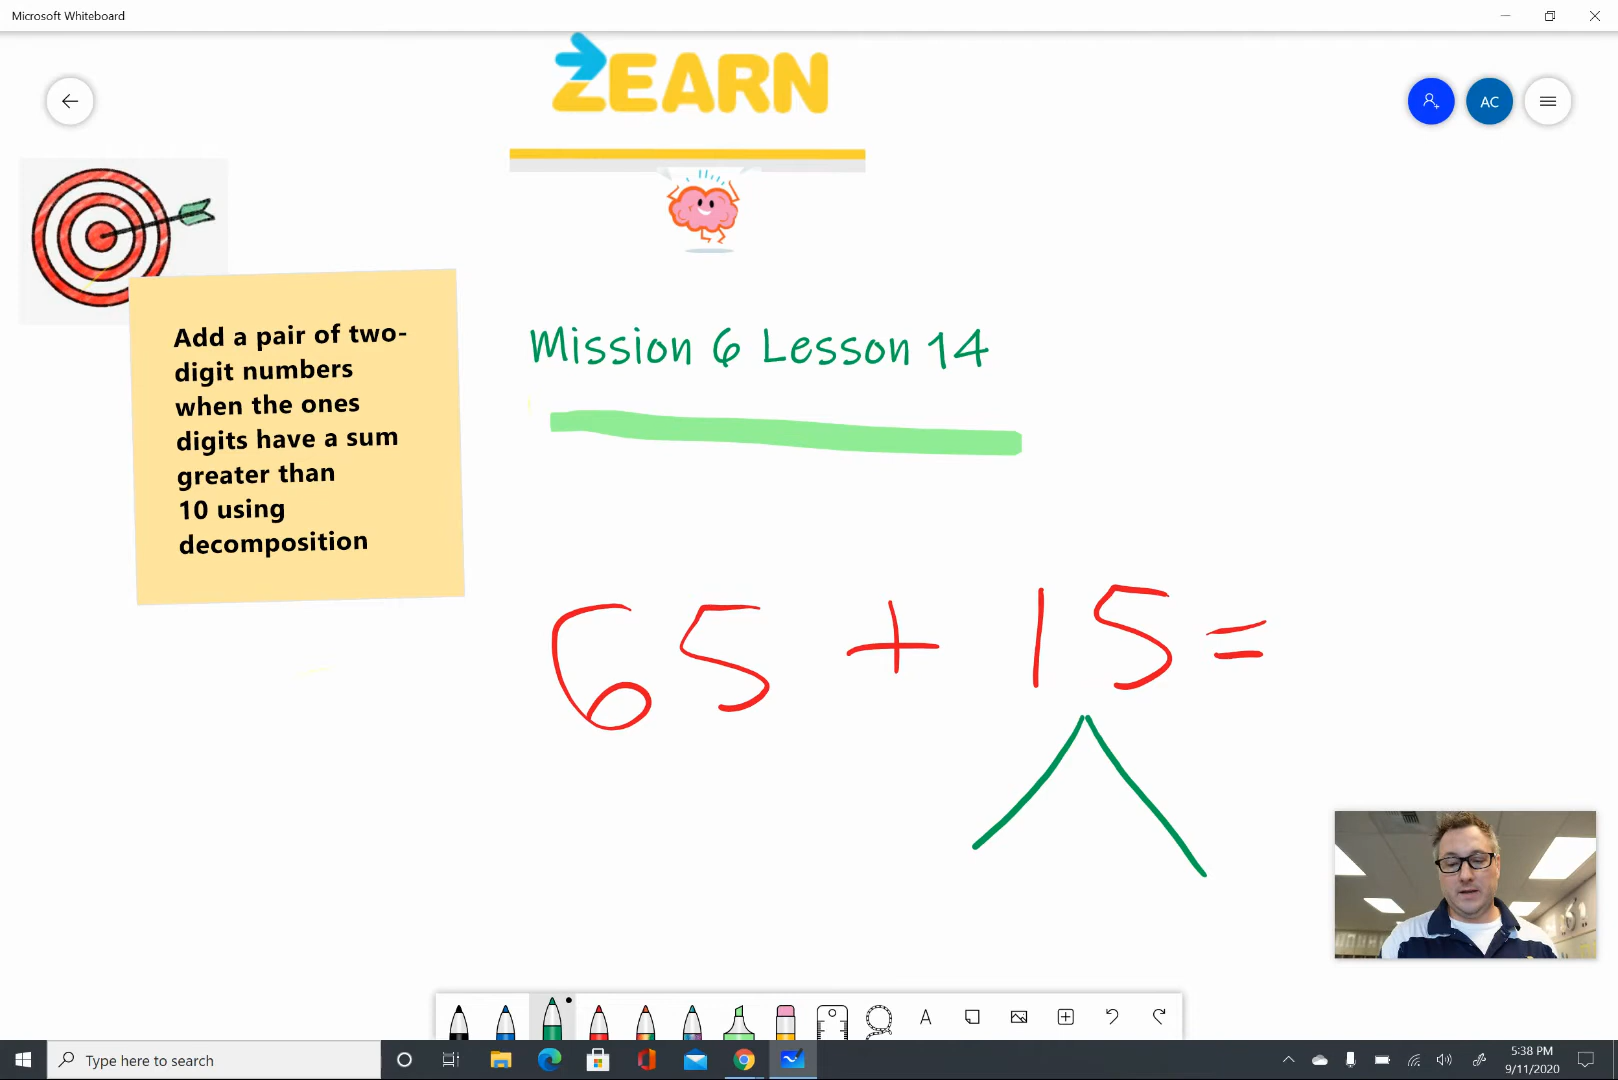 Microsoft Whiteboard
ZEARN
AC
Add a pair of two-
digit numbers
when the ones
digits have a sum
greater than
10 using
decomposition
Mission 6 Lesson 14
65 + 15 =
A
Type here to search
5:38 PM
9/11/2020